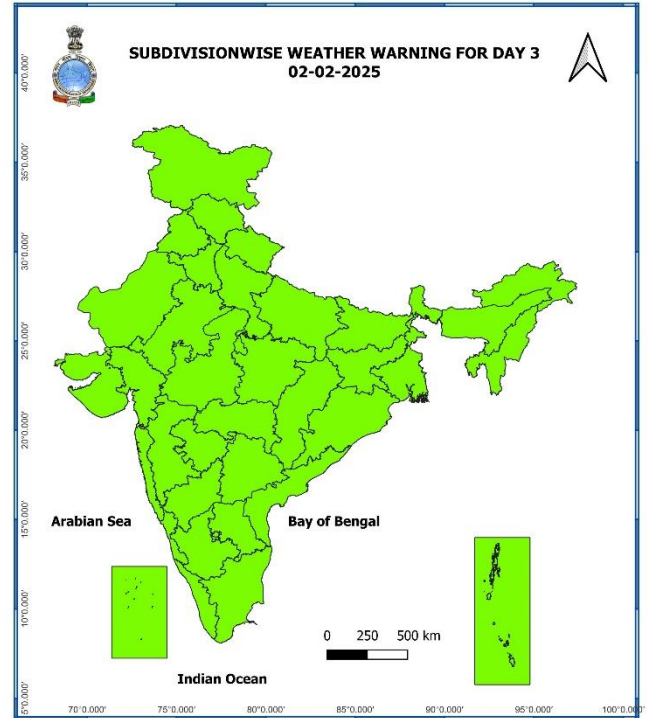 SUBDIVISIONWISE WEATHER WARNING FOR DAY 3
02-02-2025
40°0.000'
35°0.000'
30°0.000'
25°0.000'
20°0.000'
15°0.000'
10°0.000'
5°0.000'
Arabian Sea
Bay of Bengal
0 250 500 km
Indian Ocean
70°0.000' 75°0.000' 80°0.000' 85°0.000' 90°0.000' 95°0.000' 100°0.000'